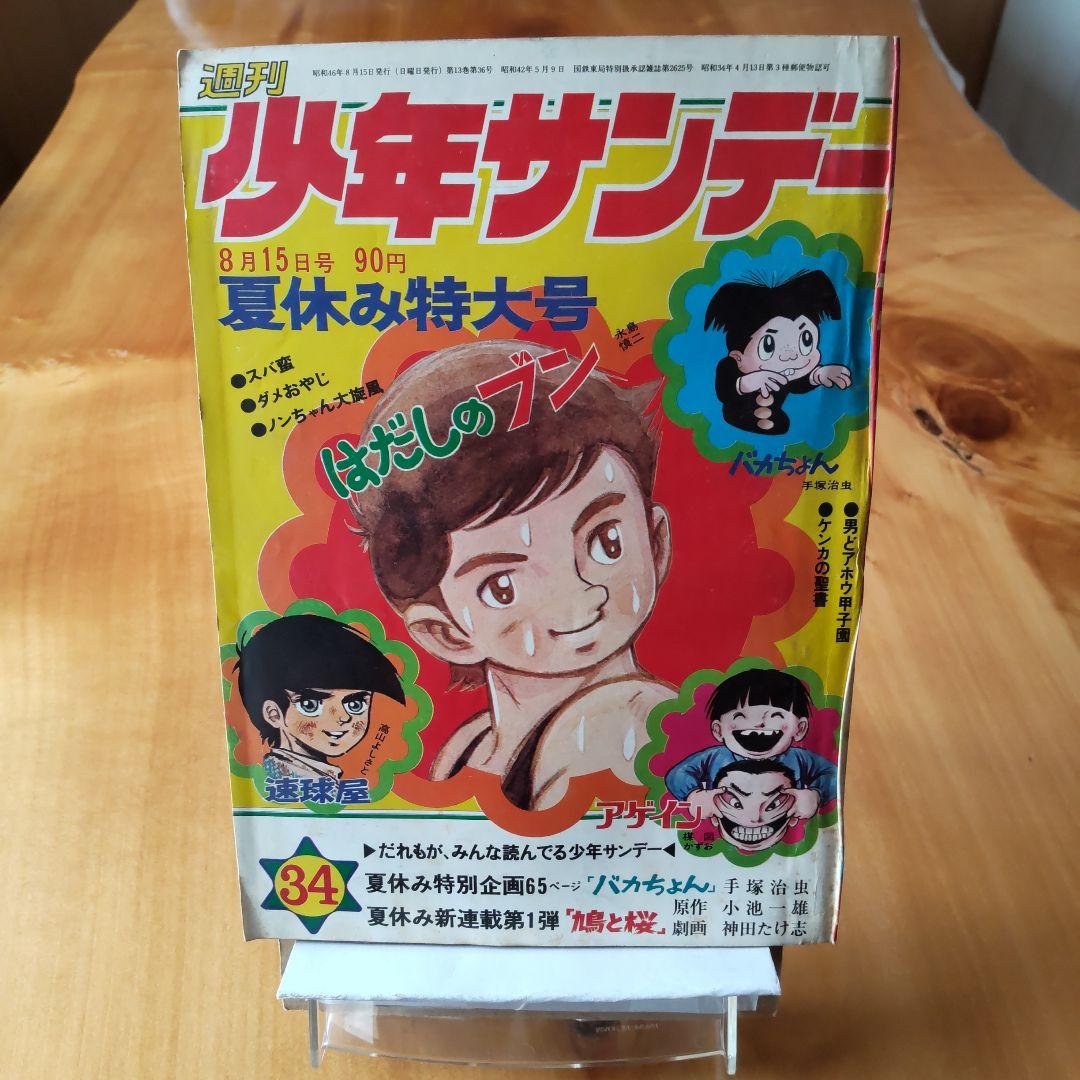 昭和46年8月15日発行(日曜日発行)第13巻第36号 昭和42年5月9日 国鉄東局特別扱承認雑誌第2625号 昭和34年4月13日第3種郵便物認可
週刊
少年サンデー
8月15日号 90円
夏休み特大号
●スバ蛮
●ダメおやじ
●ノンちゃん大旋風
はだしのブン
永島慎二
バカちょん
手塚治虫
●男どアホウ甲子園
●ケンカの聖書
高山よしさと
速球屋
アゲイン
楳図かずお
▶だれもが、みんな読んでる少年サンデー◀
34
夏休み特別企画65ページ「バカちょん」手塚治虫
夏休み新連載第1弾「鳩と桜」原作 小池一雄
劇画 神田たけ志